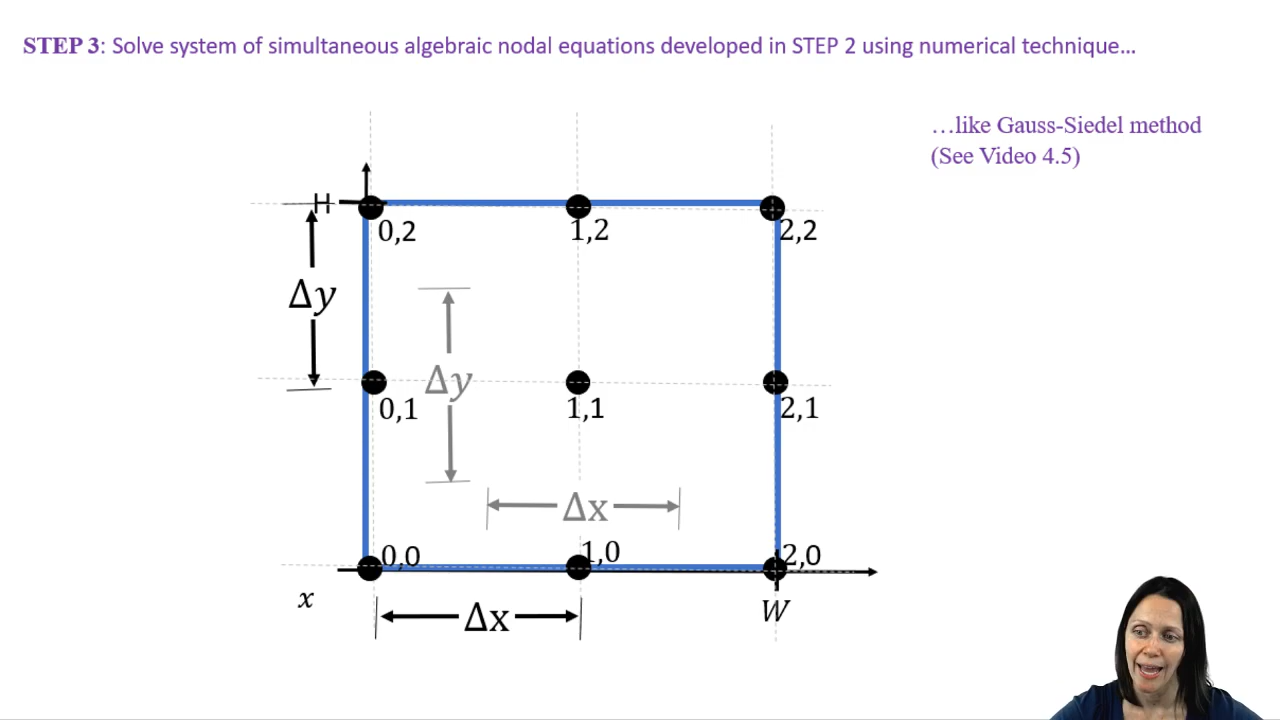 STEP 3: Solve system of simultaneous algebraic nodal equations developed in STEP 2 using numerical technique…
…like Gauss-Siedel method
(See Video 4.5)
H
0,2
1,2
2,2
Δy
Δy
0,1
1,1
2,1
Δx
0,0
1,0
2,0
x
Δx
W